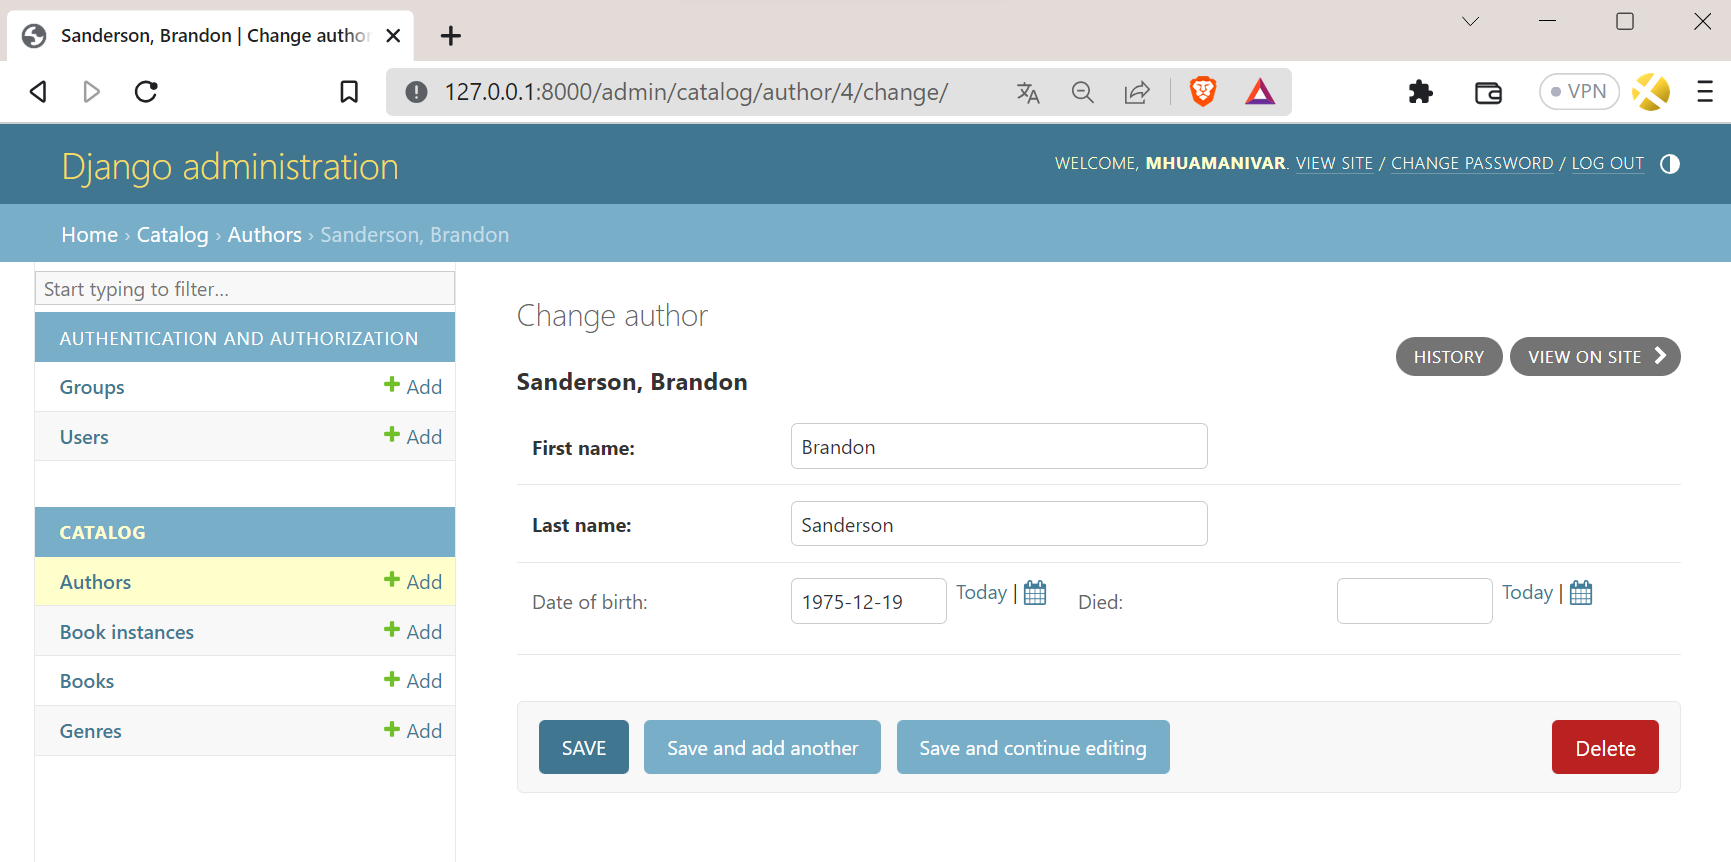 Sanderson, Brandon | Change autho
127.0.0.1:8000/admin/catalog/author/4/change/
VPN
Django administration
WELCOME, MHUAMANIVAR. VIEW SITE / CHANGE PASSWORD / LOG OUT
Home › Catalog › Authors › Sanderson, Brandon
Start typing to filter...
AUTHENTICATION AND AUTHORIZATION
Groups + Add
Users + Add
CATALOG
Authors + Add
Book instances + Add
Books + Add
Genres + Add
Change author
HISTORY VIEW ON SITE
Sanderson, Brandon
First name: Brandon
Last name: Sanderson
Date of birth: 1975-12-19 Today | Died: Today |
SAVE Save and add another Save and continue editing Delete